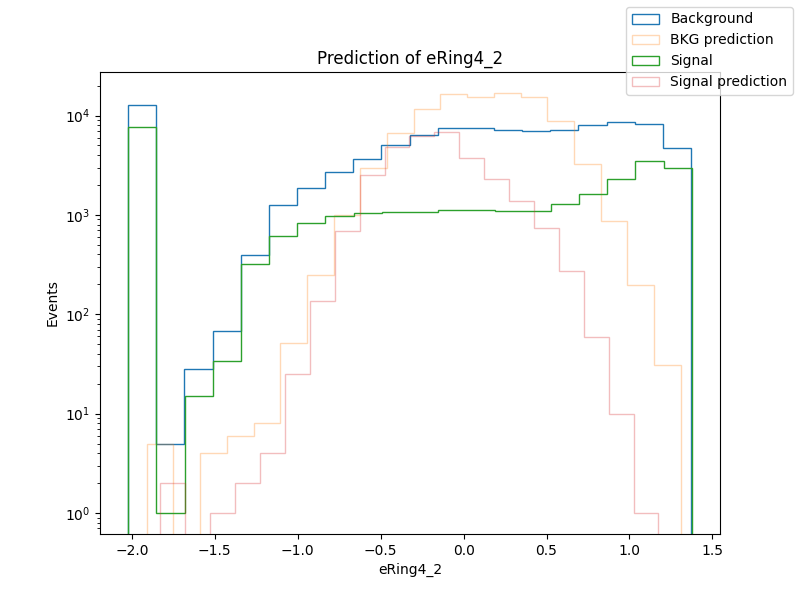 Background
BKG prediction
Signal
Signal prediction
Prediction of eRing4_2
10⁴
10³
10²
10¹
10⁰
Events
−2.0 −1.5 −1.0 −0.5 0.0 0.5 1.0 1.5
eRing4_2